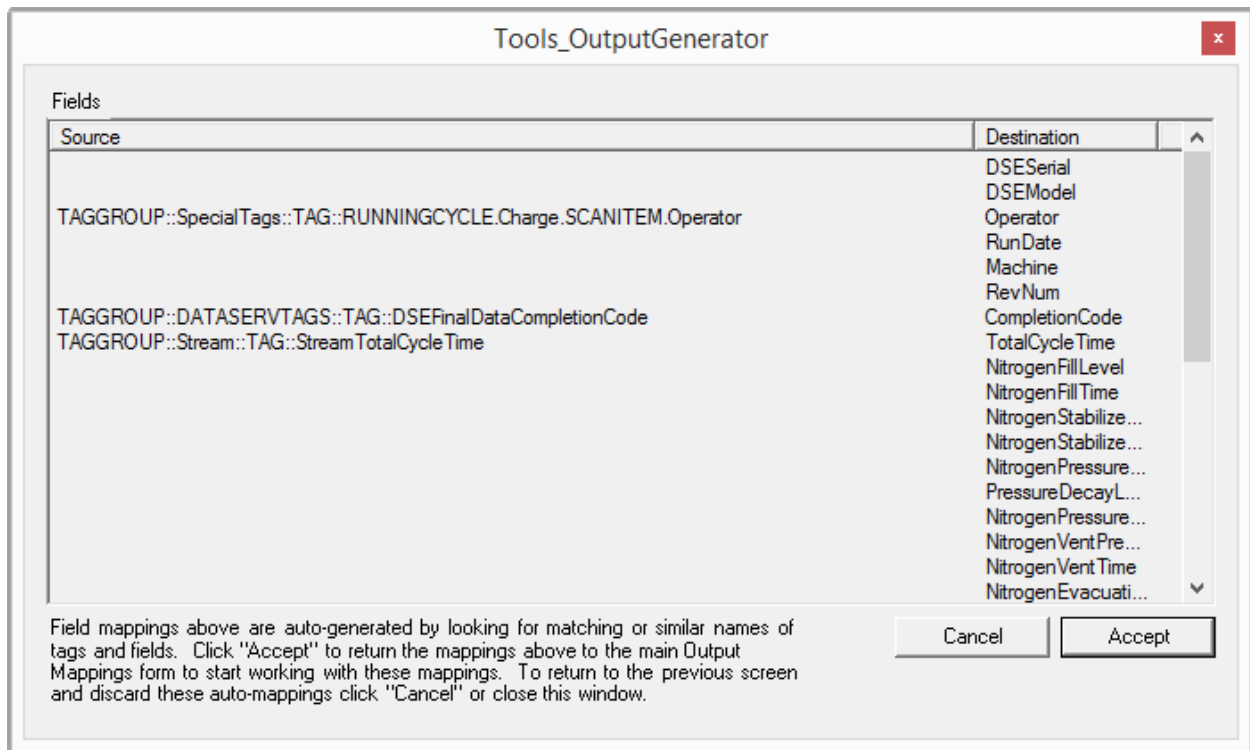 Tools_OutputGenerator
x
Fields
Source Destination
DSESerial
DSEModel
TAGGROUP::SpecialTags::TAG::RUNNINGCYCLE.Charge.SCANITEM.Operator Operator
RunDate
Machine
RevNum
TAGGROUP::DATASERVTAGS::TAG::DSEFinalDataCompletionCode CompletionCode
TAGGROUP::Stream::TAG::StreamTotalCycleTime TotalCycleTime
NitrogenFillLevel
NitrogenFillTime
NitrogenStabilize...
NitrogenStabilize...
NitrogenPressure...
PressureDecayL...
NitrogenPressure...
NitrogenVentPre...
NitrogenVentTime
NitrogenEvacuati...
Field mappings above are auto-generated by looking for matching or similar names of
tags and fields. Click "Accept" to return the mappings above to the main Output
Mappings form to start working with these mappings. To return to the previous screen
and discard these auto-mappings click "Cancel" or close this window.
Cancel Accept